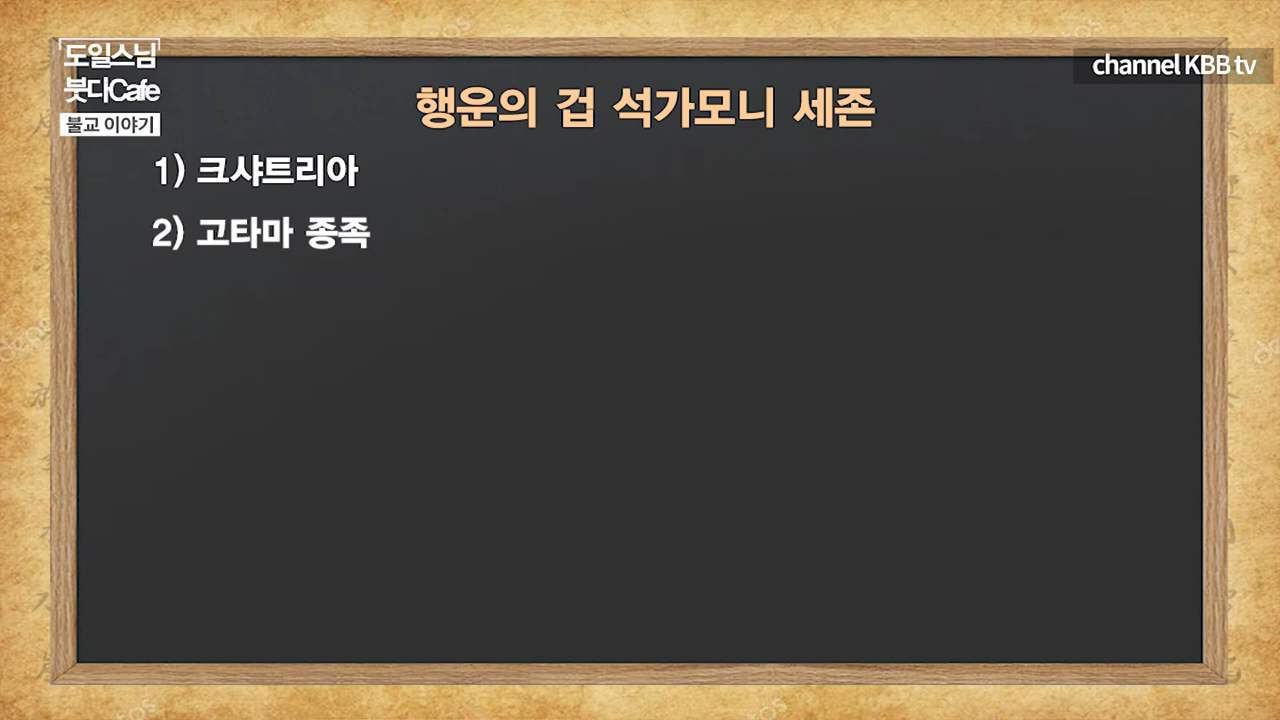 도일스님
붓다Cafe
불교 이야기
channel KBB tv
행운의 겁 석가모니 세존
1) 크샤트리아
2) 고타마 종족